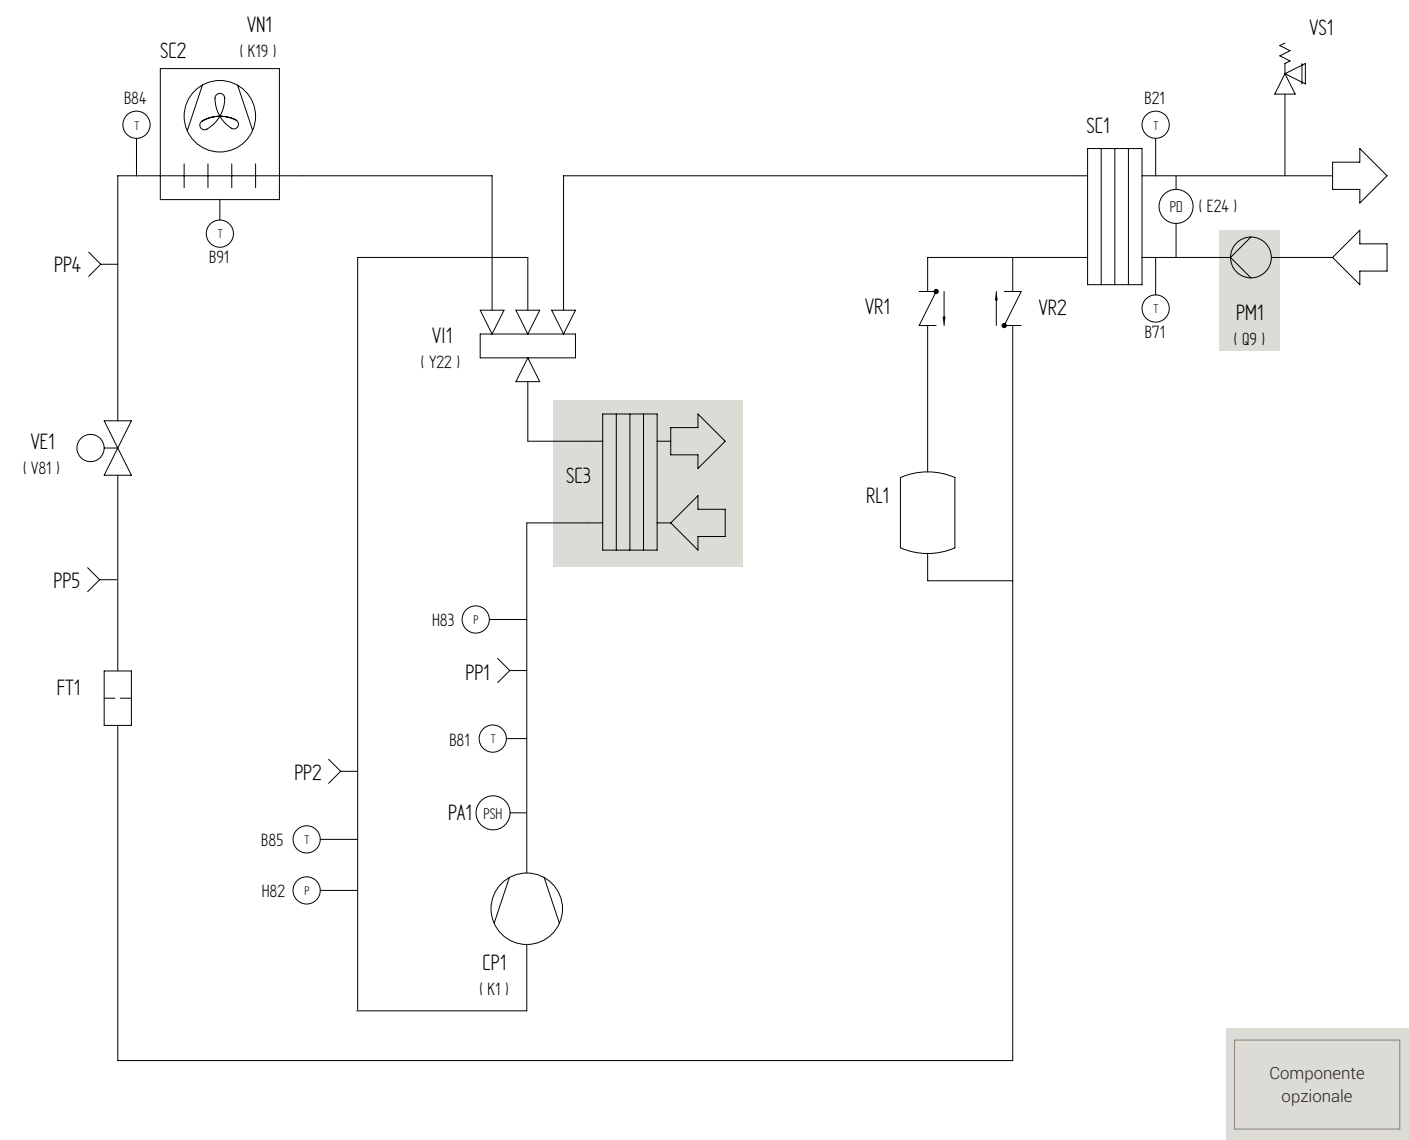 VN1
SC2
( K19 )
VS1
B84
T
B21
T
SC1
PD
( E24 )
T
B91
PP4
VR1
VR2
T
B71
PM1
( Q9 )
VI1
( Y22 )
VE1
( V81 )
SC3
RL1
PP5
H83
P
PP1
FT1
B81
T
PP2
PA1
PSH
B85
T
H82
P
CP1
( K1 )
Componente
opzionale